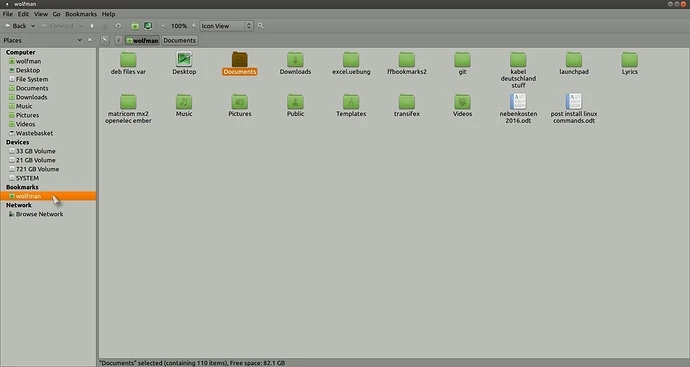 wolfman
File Edit View Go Bookmarks Help
Back Forward 100% Icon View
Places wolfman Documents
Computer
wolfman
Desktop
File System
Documents
Downloads
Music
Pictures
Videos
Wastebasket
Devices
33 GB Volume
21 GB Volume
721 GB Volume
SYSTEM
Bookmarks
wolfman
Network
Browse Network
deb files var Desktop Documents Downloads excel.uebung ffbookmarks2 git kabel launchpad Lyrics
deutschland
stuff
matricom mx2 Music Pictures Public Templates transifex Videos nebenkosten post install linux
openelec ember 2016.odt commands.odt
"Documents" selected (containing 110 items), Free space: 82.1 GB